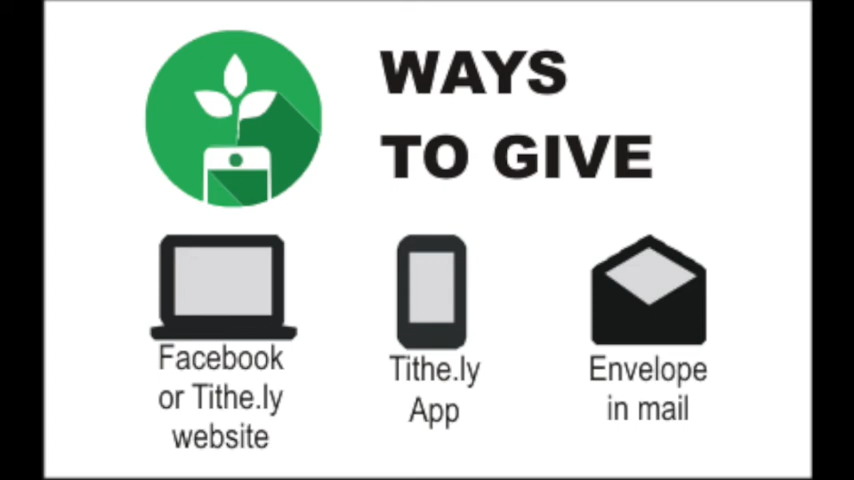 WAYS
TO GIVE
Facebook
or Tithe.ly
website
Tithe.ly
App
Envelope
in mail